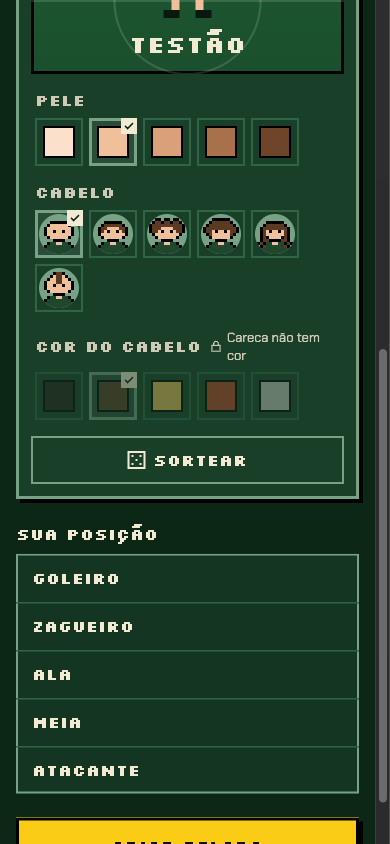 TESTÃO
PELE
CABELO
COR DO CABELO Careca não tem
cor
SORTEAR
SUA POSIÇÃO
GOLEIRO
ZAGUEIRO
ALA
MEIA
ATACANTE